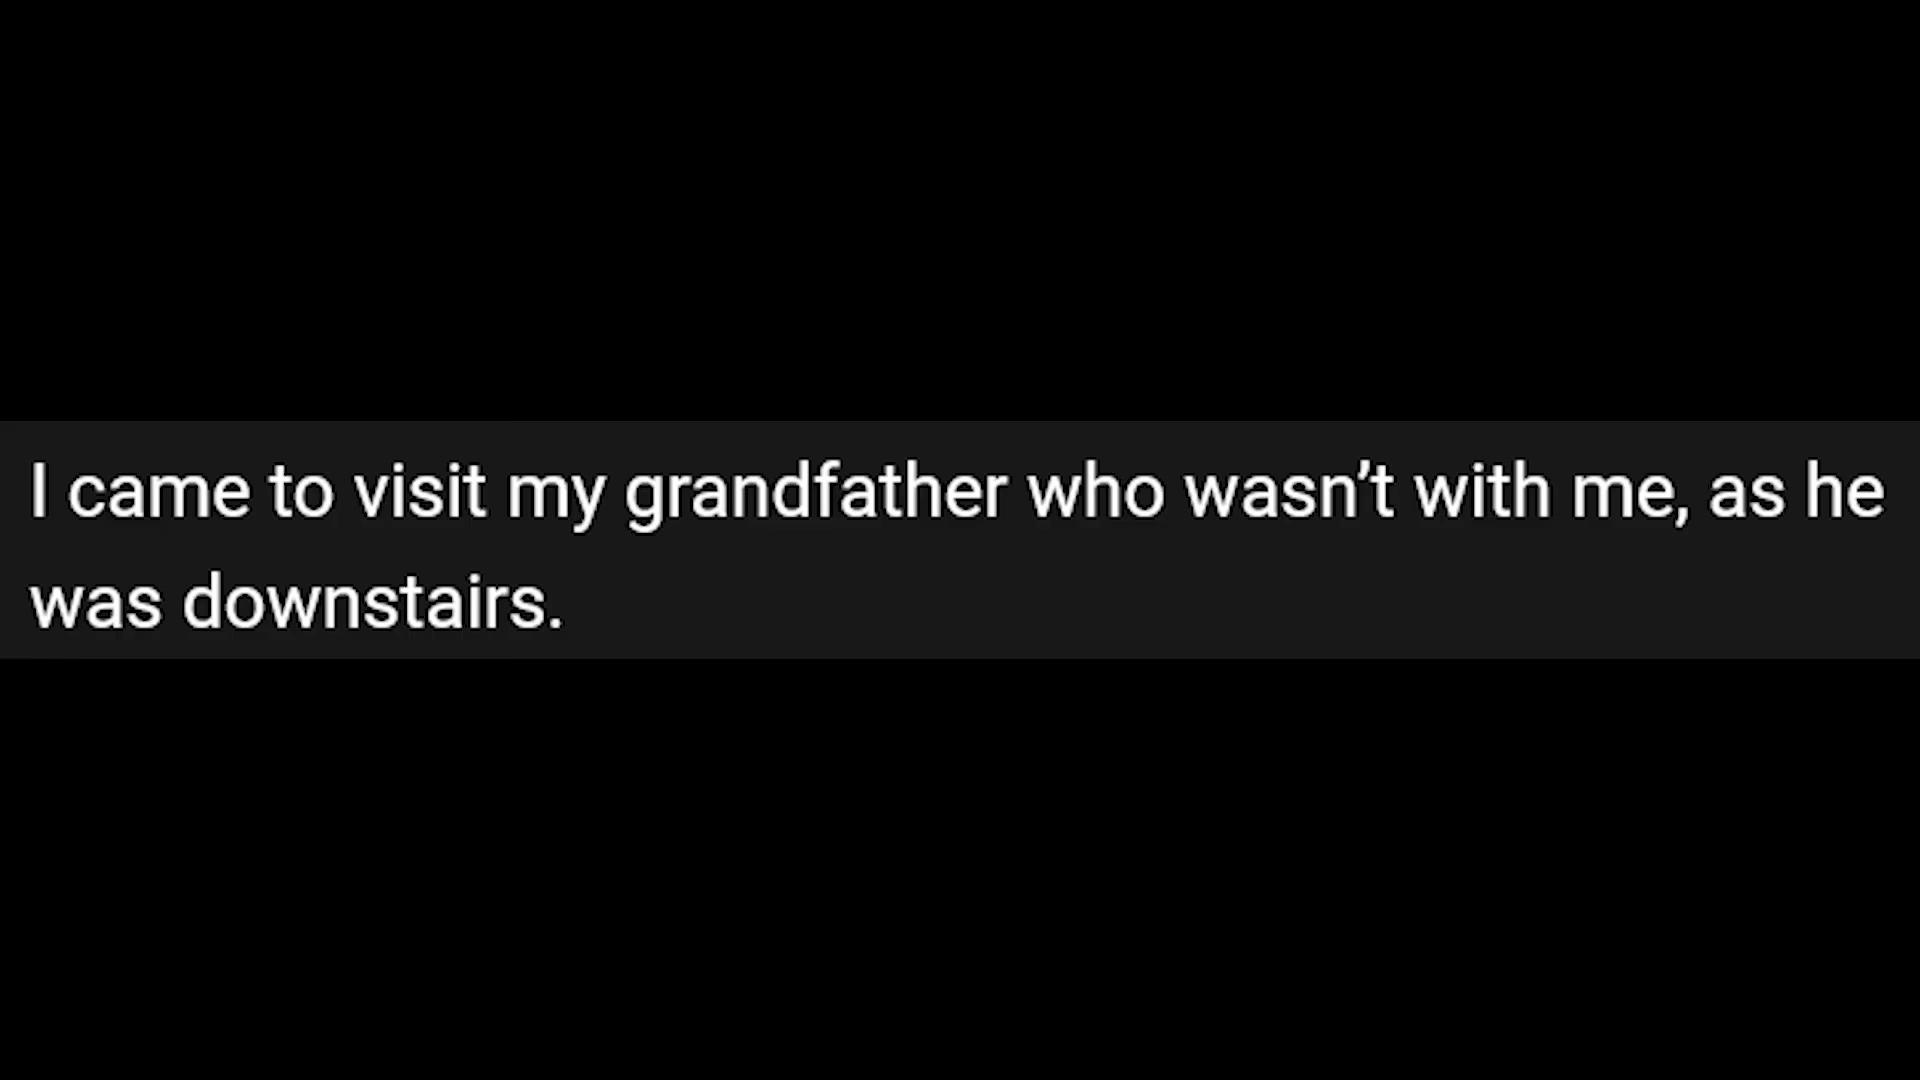 I came to visit my grandfather who wasn’t with me, as he
was downstairs.